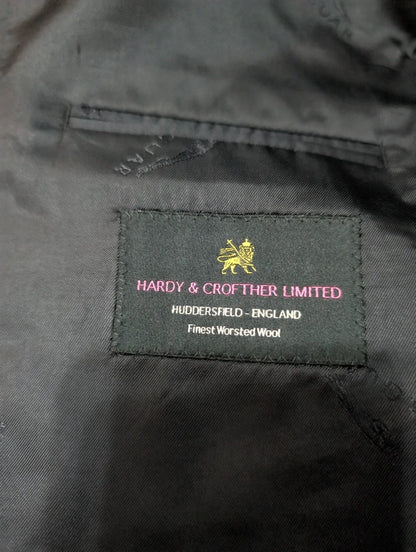 HARDY & CROFTHER LIMITED
HUDDERSFIELD - ENGLAND
Finest Worsted Wool